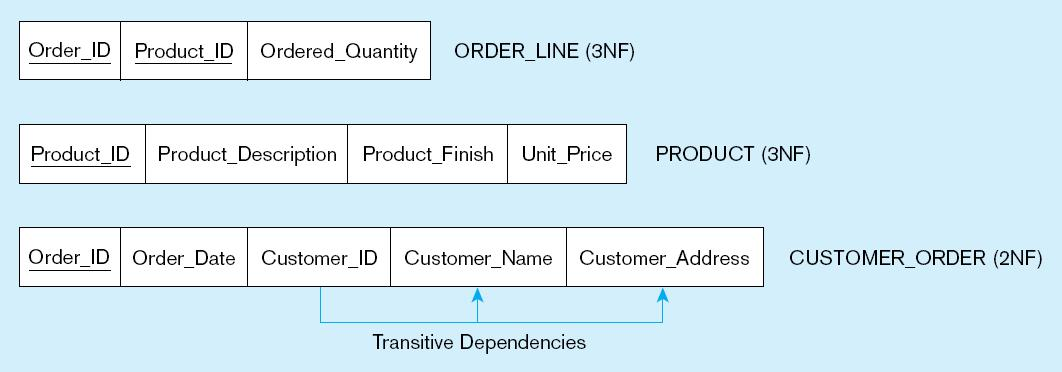 Order_ID Product_ID Ordered_Quantity ORDER_LINE (3NF)
Product_ID Product_Description Product_Finish Unit_Price PRODUCT (3NF)
Order_ID Order_Date Customer_ID Customer_Name Customer_Address CUSTOMER_ORDER (2NF)
Transitive Dependencies